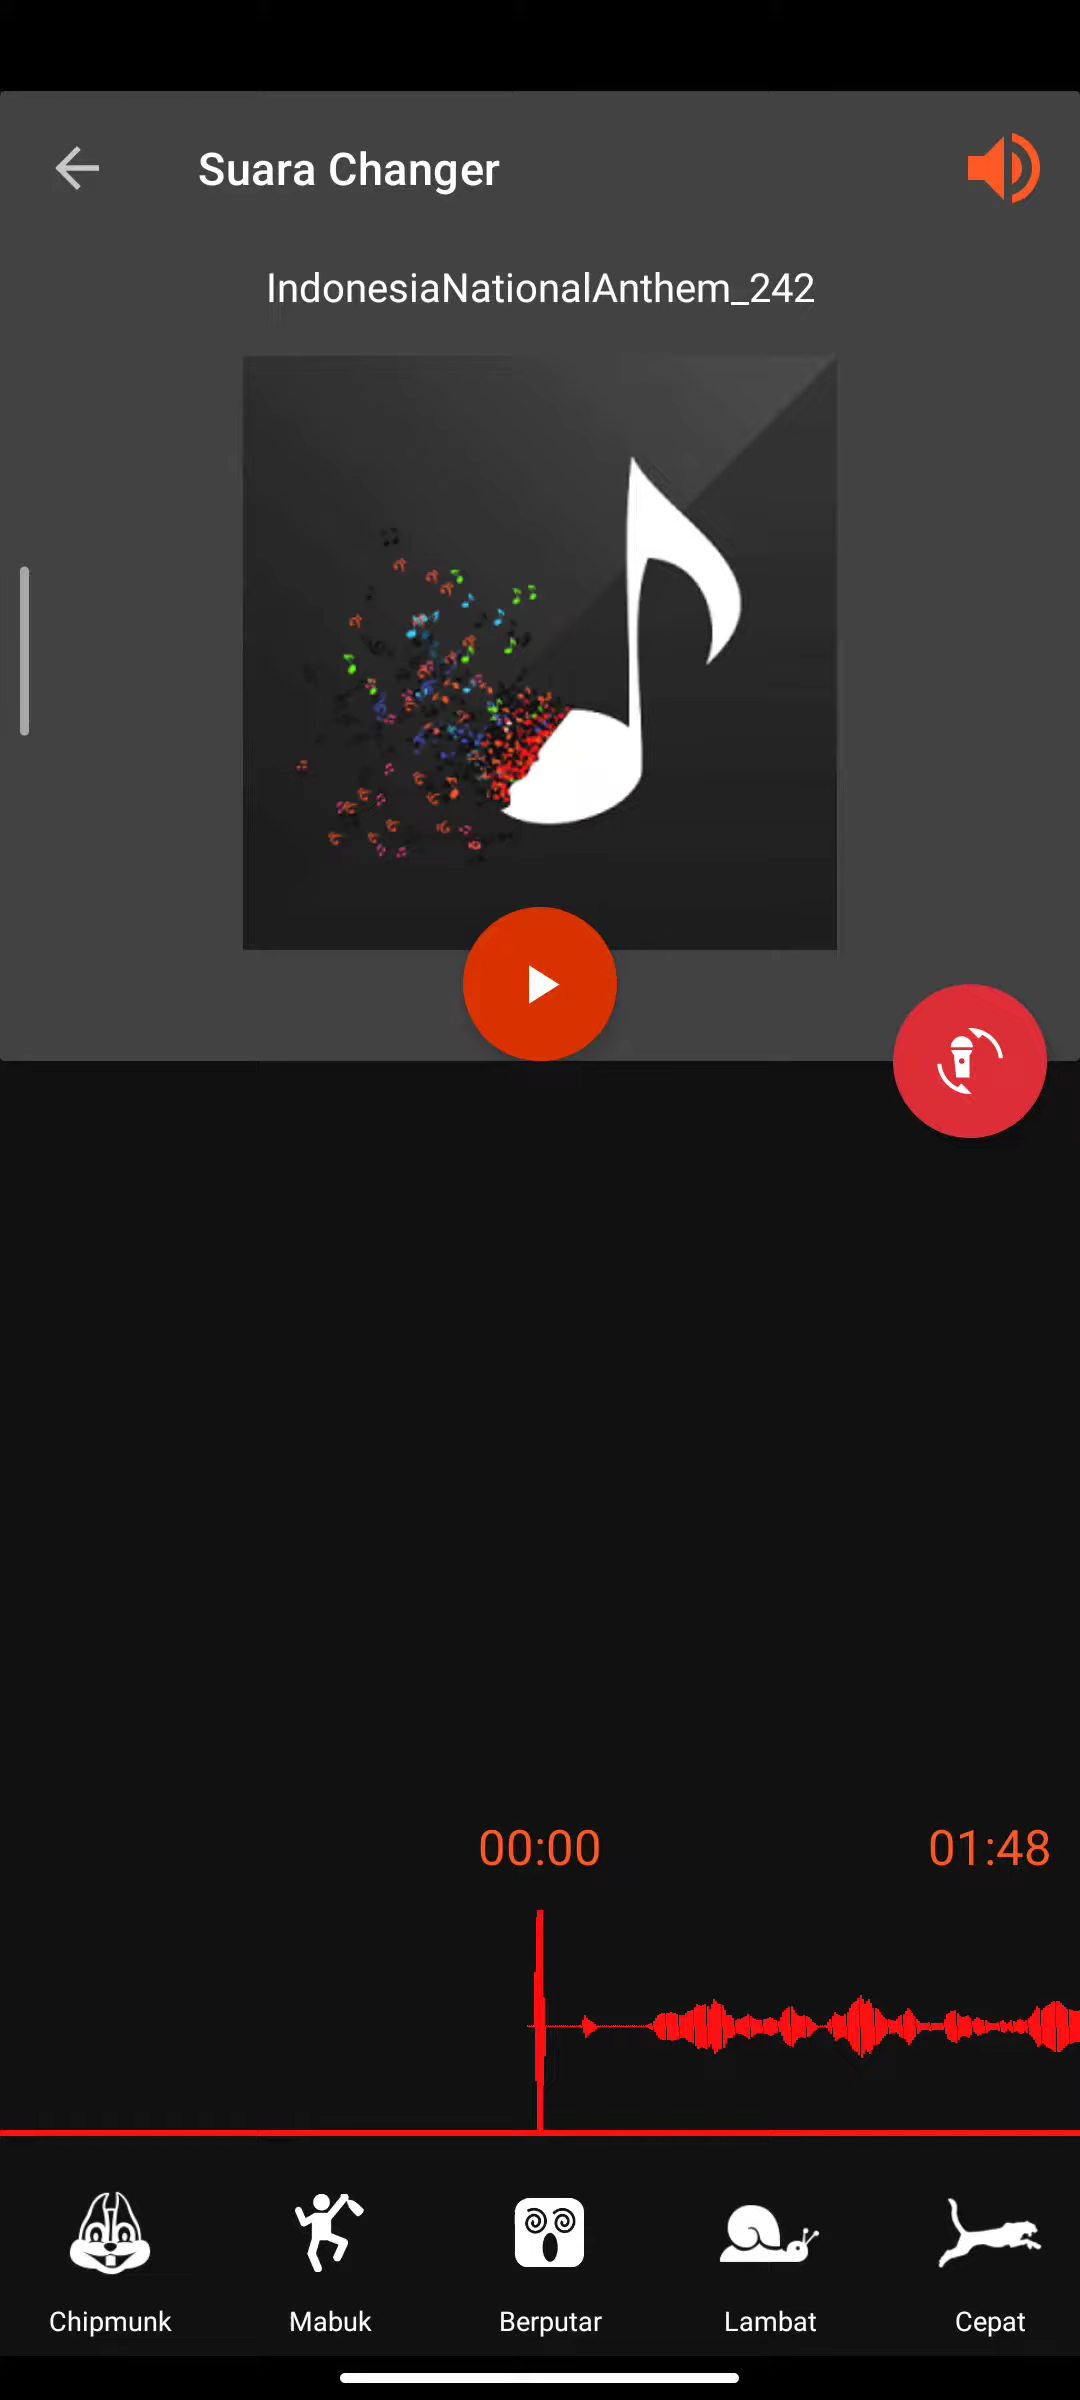 Suara Changer
IndonesiaNationalAnthem_242
00:00
01:48
Chipmunk
Mabuk
Berputar
Lambat
Cepat